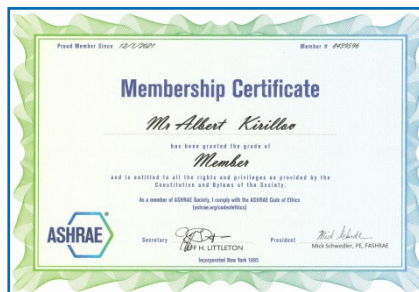 Proud Member Since 12/7/2021 Member # 8439596
Membership Certificate
Mr Albert Kirillov
has been granted the grade of
Member
and is entitled to all the rights and privileges as provided by the
Constitution and Bylaws of the Society.
As a member of ASHRAE Society, I comply with the ASHRAE Code of Ethics
(ashrae.org/codeofethics)
ASHRAE
Secretary President
H. LITTLETON Mick Schwedler, PE, FASHRAE
Incorporated New York 1895